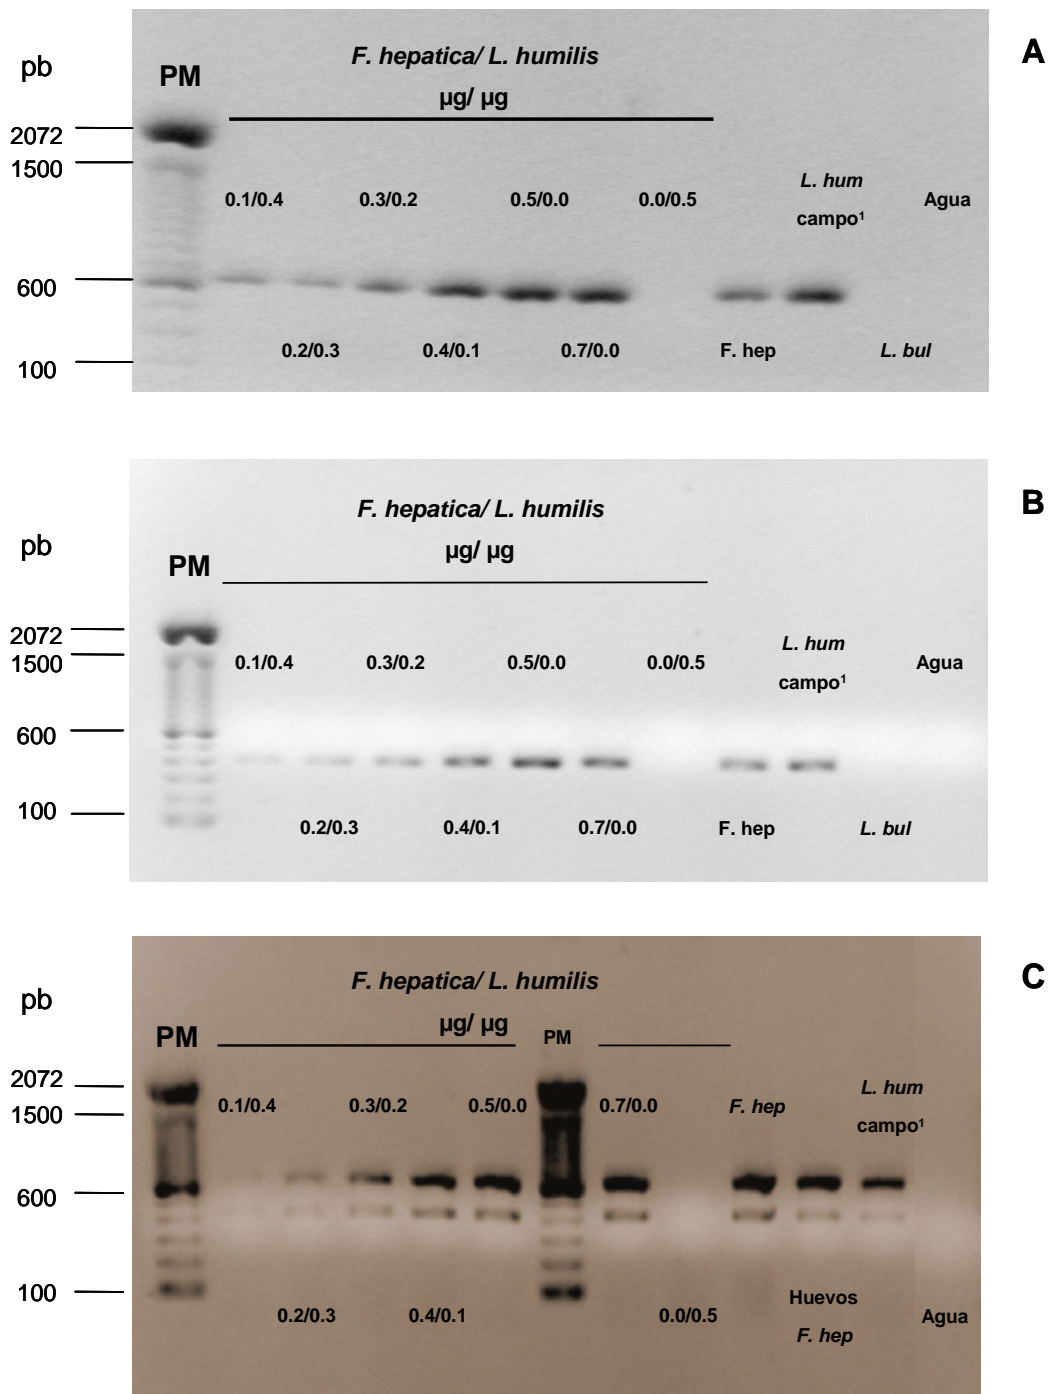 A
F. hepatica/ L. humilis
pb
PM
µg/ µg
2072
1500
L. hum
0.1/0.4 0.3/0.2 0.5/0.0 0.0/0.5 Agua
campo¹
600
0.2/0.3 0.4/0.1 0.7/0.0 F. hep L. bul
100
B
F. hepatica/ L. humilis
pb
µg/ µg
PM
2072
L. hum
1500
0.1/0.4 0.3/0.2 0.5/0.0 0.0/0.5 Agua
campo¹
600
100
0.2/0.3 0.4/0.1 0.7/0.0 F. hep L. bul
C
F. hepatica/ L. humilis
pb
µg/ µg
PM PM
2072
L. hum
1500
0.1/0.4 0.3/0.2 0.5/0.0 0.7/0.0 F. hep
campo¹
600
100
Huevos
0.2/0.3 0.4/0.1 0.0/0.5 Agua
F. hep